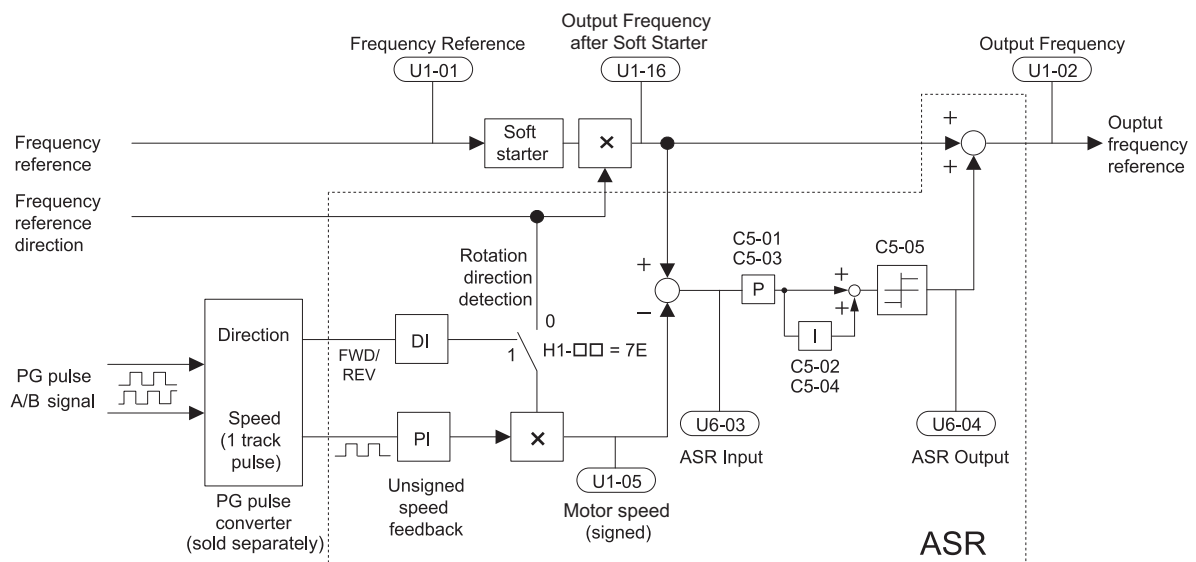 Frequency Reference
U1-01
Output Frequency
after Soft Starter
U1-16
Output Frequency
U1-02
Frequency
reference
Soft
starter
×
+
+
Ouptut
frequency
reference
Frequency
reference
direction
Rotation
direction
detection
0
1
H1-□□ = 7E
+
−
C5-01
C5-03
P
+
+
I
C5-02
C5-04
C5-05
PG pulse
A/B signal
Direction
Speed
(1 track
pulse)
PG pulse
converter
(sold separately)
FWD/
REV
DI
PI
Unsigned
speed
feedback
×
U1-05
Motor speed
(signed)
U6-03
ASR Input
U6-04
ASR Output
ASR